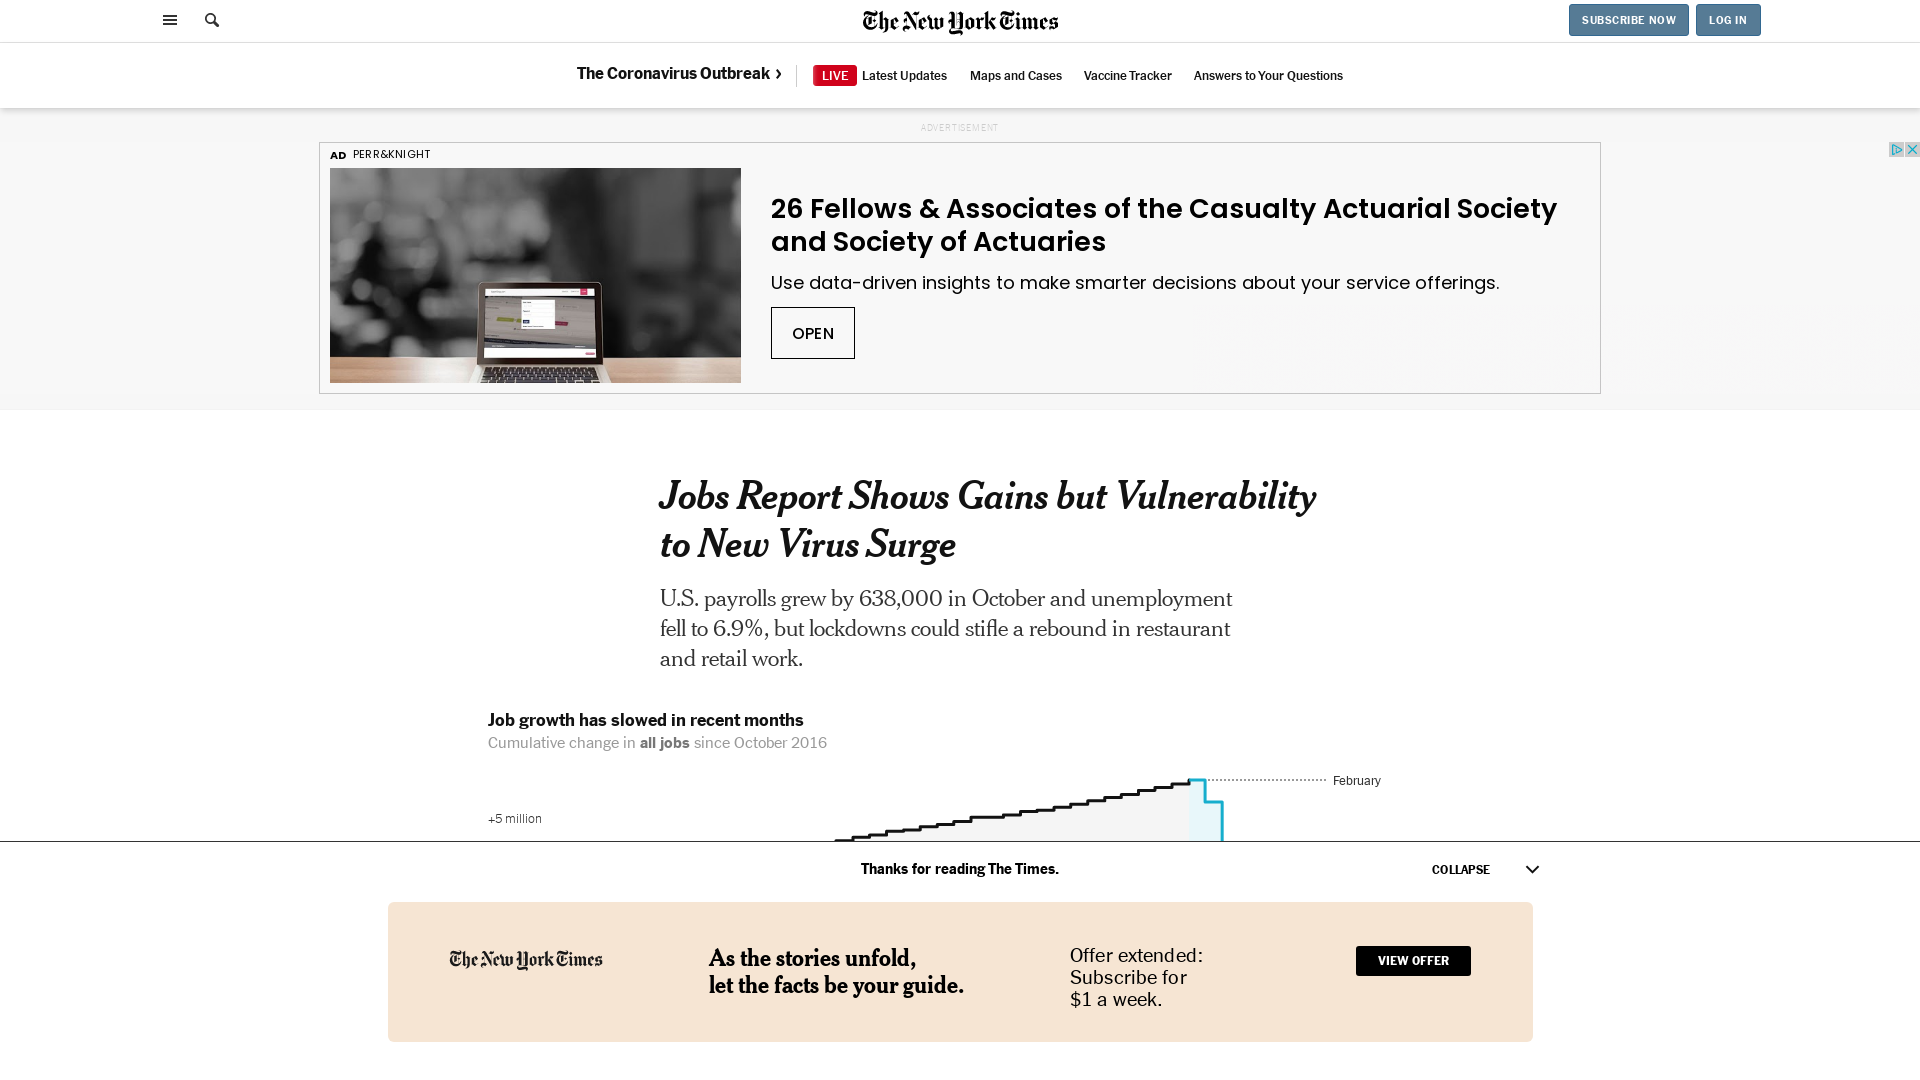 The New York Times
SUBSCRIBE NOW
LOG IN
The Coronavirus Outbreak ›
LIVE Latest Updates
Maps and Cases
Vaccine Tracker
Answers to Your Questions
ADVERTISEMENT
AD PERR&KNIGHT
26 Fellows & Associates of the Casualty Actuarial Society
and Society of Actuaries
Use data-driven insights to make smarter decisions about your service offerings.
OPEN
Jobs Report Shows Gains but Vulnerability
to New Virus Surge
U.S. payrolls grew by 638,000 in October and unemployment
fell to 6.9%, but lockdowns could stifle a rebound in restaurant
and retail work.
Job growth has slowed in recent months
Cumulative change in all jobs since October 2016
February
+5 million
Thanks for reading The Times.
COLLAPSE
The New York Times
As the stories unfold,
let the facts be your guide.
Offer extended:
Subscribe for
$1 a week.
VIEW OFFER